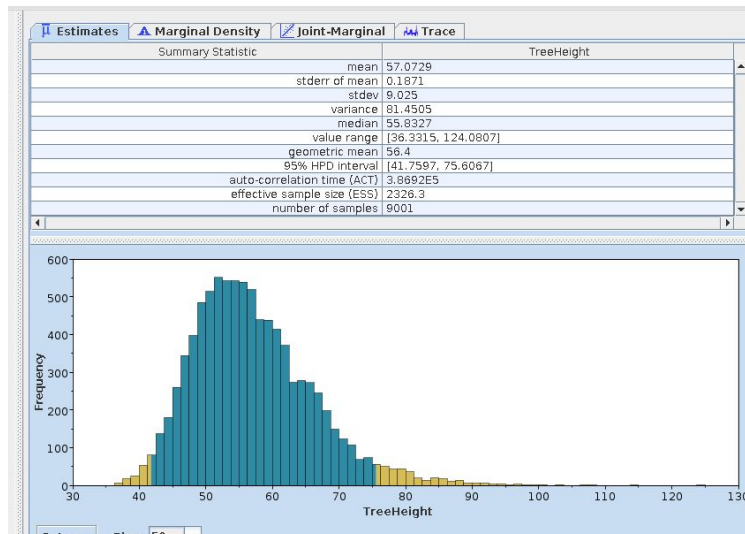 Estimates Marginal Density Joint-Marginal Trace
Summary Statistic TreeHeight
mean 57.0729
stderr of mean 0.1871
stdev 9.025
variance 81.4505
median 55.8327
value range [36.3315, 124.0807]
geometric mean 56.4
95% HPD interval [41.7597, 75.6067]
auto-correlation time (ACT) 3.8692E5
effective sample size (ESS) 2326.3
number of samples 9001
600
500
400
300
200
100
0
Frequency
30 40 50 60 70 80 90 100 110 120 130
TreeHeight